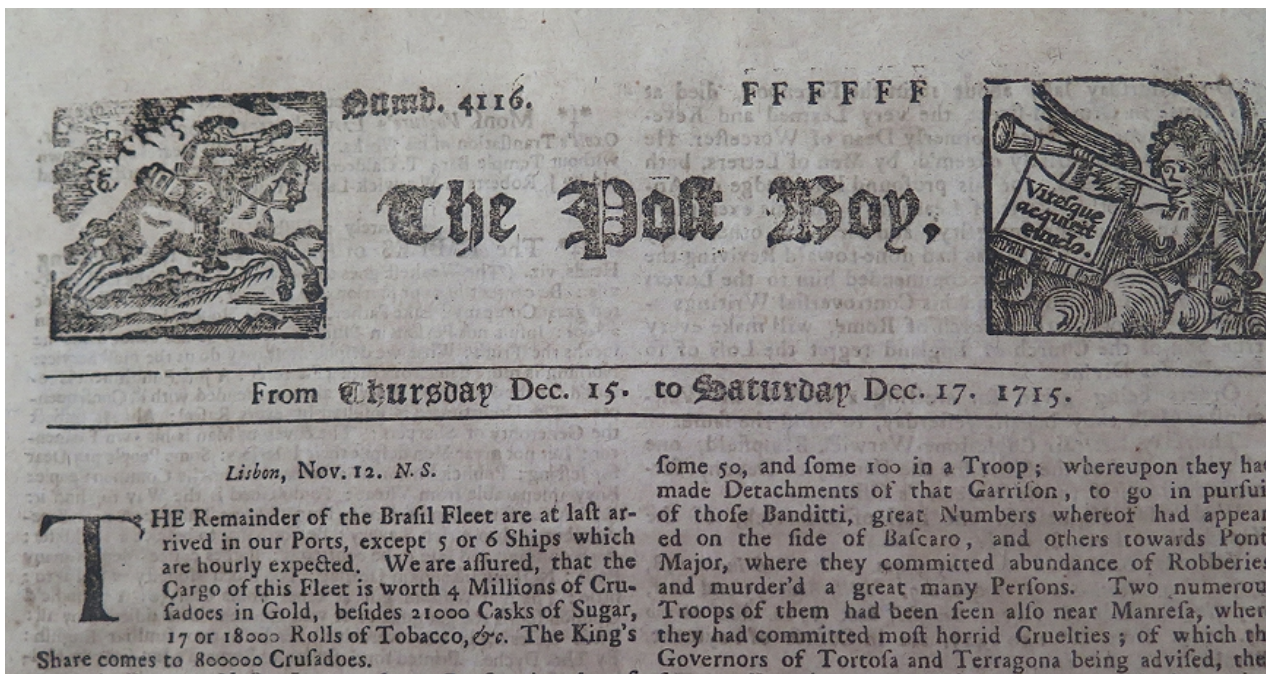 Numb. 4116.
F F F F F F
The Post Boy,
Viresque
acquirit
eundo.
From Thursday Dec. 15. to Saturday Dec. 17. 1715.
Lisbon, Nov. 12. N. S.
THE Remainder of the Brasil Fleet are at last ar-
rived in our Ports, except 5 or 6 Ships which
are hourly expected. We are assured, that the
Cargo of this Fleet is worth 4 Millions of Cru-
sadoes in Gold, besides 21000 Casks of Sugar,
17 or 18000 Rolls of Tobacco, &c. The King's
Share comes to 800000 Crusadoes.
some 50, and some 100 in a Troop; whereupon they ha
made Detachments of that Garrison, to go in pursui
of those Banditti, great Numbers whereof had appear
ed on the side of Bascaro, and others towards Pont
Major, where they committed abundance of Robberies
and murder'd a great many Persons. Two numerou
Troops of them had been seen also near Manresa, wher
they had committed most horrid Cruelties; of which th
Governors of Tortosa and Terragona being advised, the